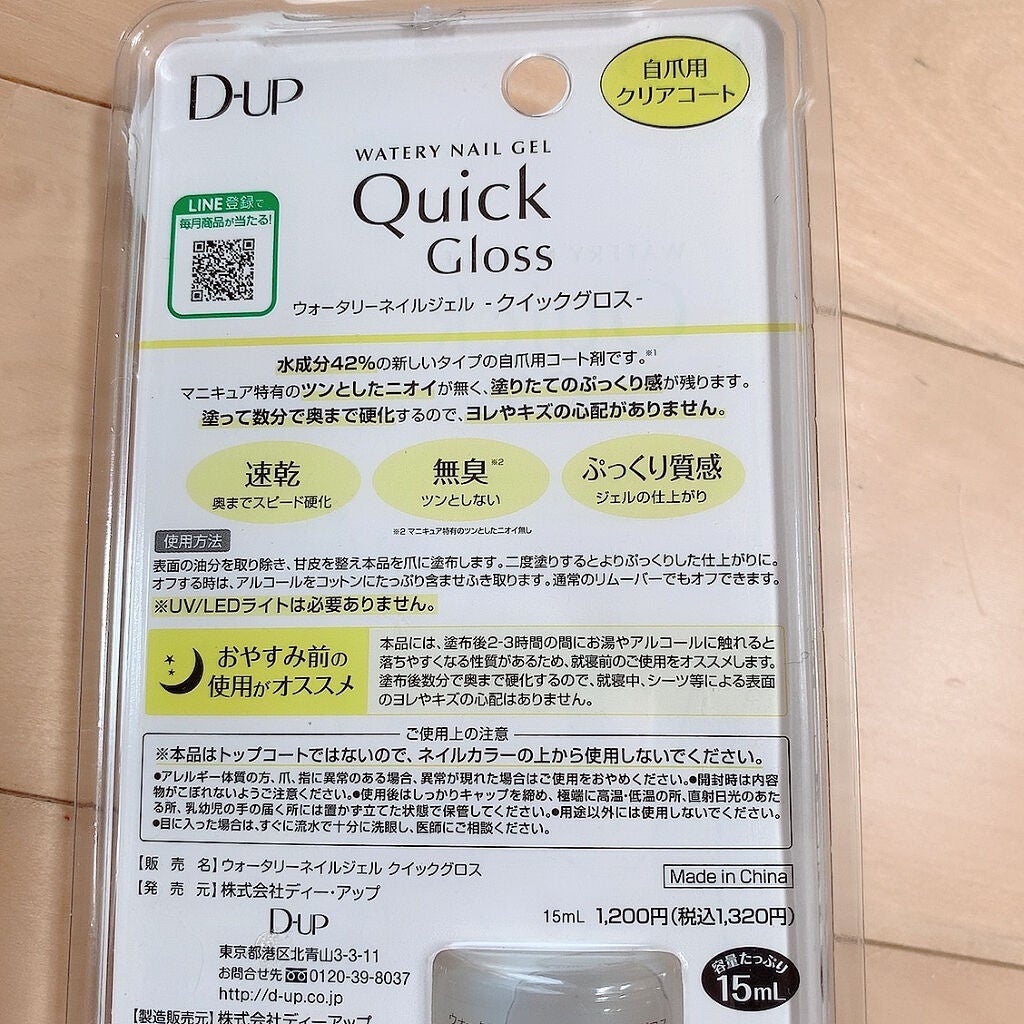 D-UP
自爪用
クリアコート
WATERY NAIL GEL
Quick
Gloss
LINE登録で
毎月商品が当たる!
ウォータリーネイルジェル -クイックグロス-
水成分42%の新しいタイプの自爪用コート剤です。※1
マニキュア特有のツンとしたニオイが無く、塗りたてのぷっくり感が残ります。
塗って数分で奥まで硬化するので、ヨレやキズの心配がありません。
速乾
奥までスピード硬化
無臭※2
ツンとしない
ぷっくり質感
ジェルの仕上がり
※2 マニキュア特有のツンとしたニオイ無し
使用方法
表面の油分を取り除き、甘皮を整え本品を爪に塗布します。二度塗りするとよりぷっくりした仕上がりに。
オフする時は、アルコールをコットンにたっぷり含ませふき取ります。通常のリムーバーでもオフできます。
※UV/LEDライトは必要ありません。
おやすみ前の
使用がオススメ
本品には、塗布後2-3時間の間にお湯やアルコールに触れると
落ちやすくなる性質があるため、就寝前のご使用をオススメします。
塗布後数分で奥まで硬化するので、就寝中、シーツ等による表面
のヨレやキズの心配はありません。
ご使用上の注意
※本品はトップコートではないので、ネイルカラーの上から使用しないでください。
●アレルギー体質の方、爪、指に異常のある場合、異常が現れた場合はご使用をおやめください。●開封時は内容
物がこぼれないようご注意ください。●使用後はしっかりキャップを締め、極端に高温・低温の所、直射日光のあた
る所、乳幼児の手の届く所には置かず立てた状態で保管してください。●用途以外には使用しないでください。
●目に入った場合は、すぐに流水で十分に洗眼し、医師にご相談ください。
【販売名】ウォータリーネイルジェル クイックグロス
【発売元】株式会社ディー・アップ
Made in China
D-UP
15mL 1,200円(税込1,320円)
東京都港区北青山3-3-11
お問合せ先 0120-39-8037
http://d-up.co.jp
容量たっぷり
15mL
【製造販売元】株式会社ディーアップ